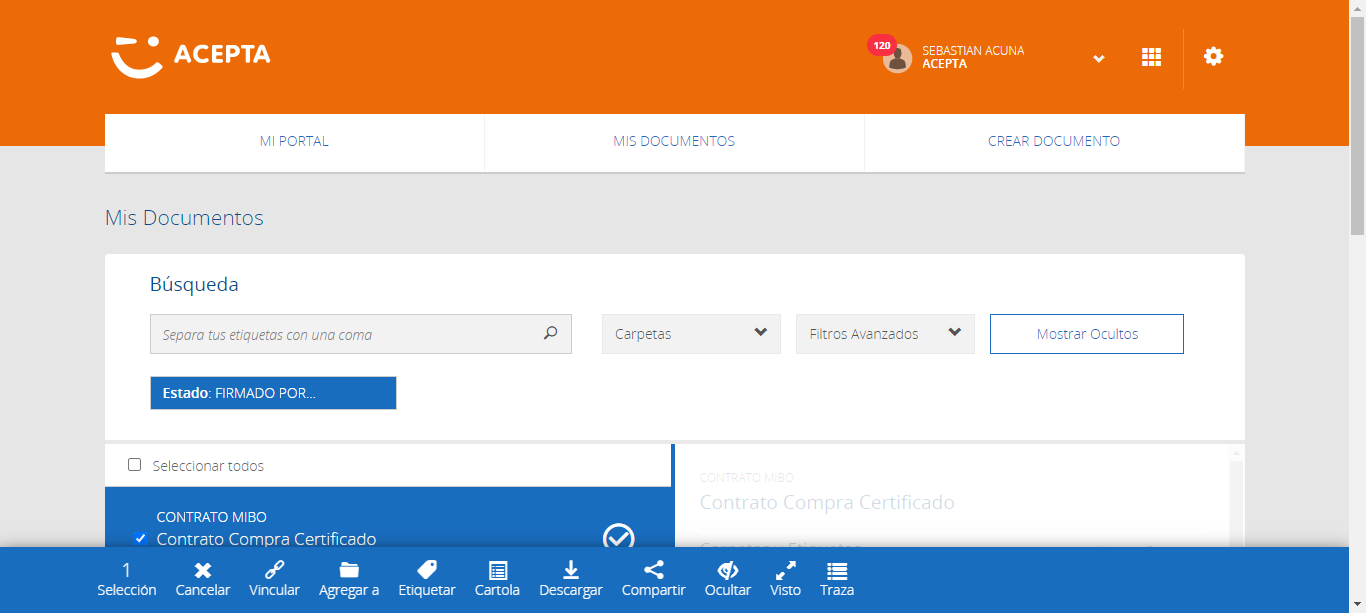 ACEPTA
120
SEBASTIAN ACUNA
ACEPTA
MI PORTAL
MIS DOCUMENTOS
CREAR DOCUMENTO
Mis Documentos
Búsqueda
Separa tus etiquetas con una coma
Carpetas
Filtros Avanzados
Mostrar Ocultos
Estado: FIRMADO POR...
Seleccionar todos
CONTRATO MIBO
Contrato Compra Certificado
CONTRATO MIBO
Contrato Compra Certificado
Carpetas y Etiquetas
1
Selección
Cancelar
Vincular
Agregar a
Etiquetar
Cartola
Descargar
Compartir
Ocultar
Visto
Traza